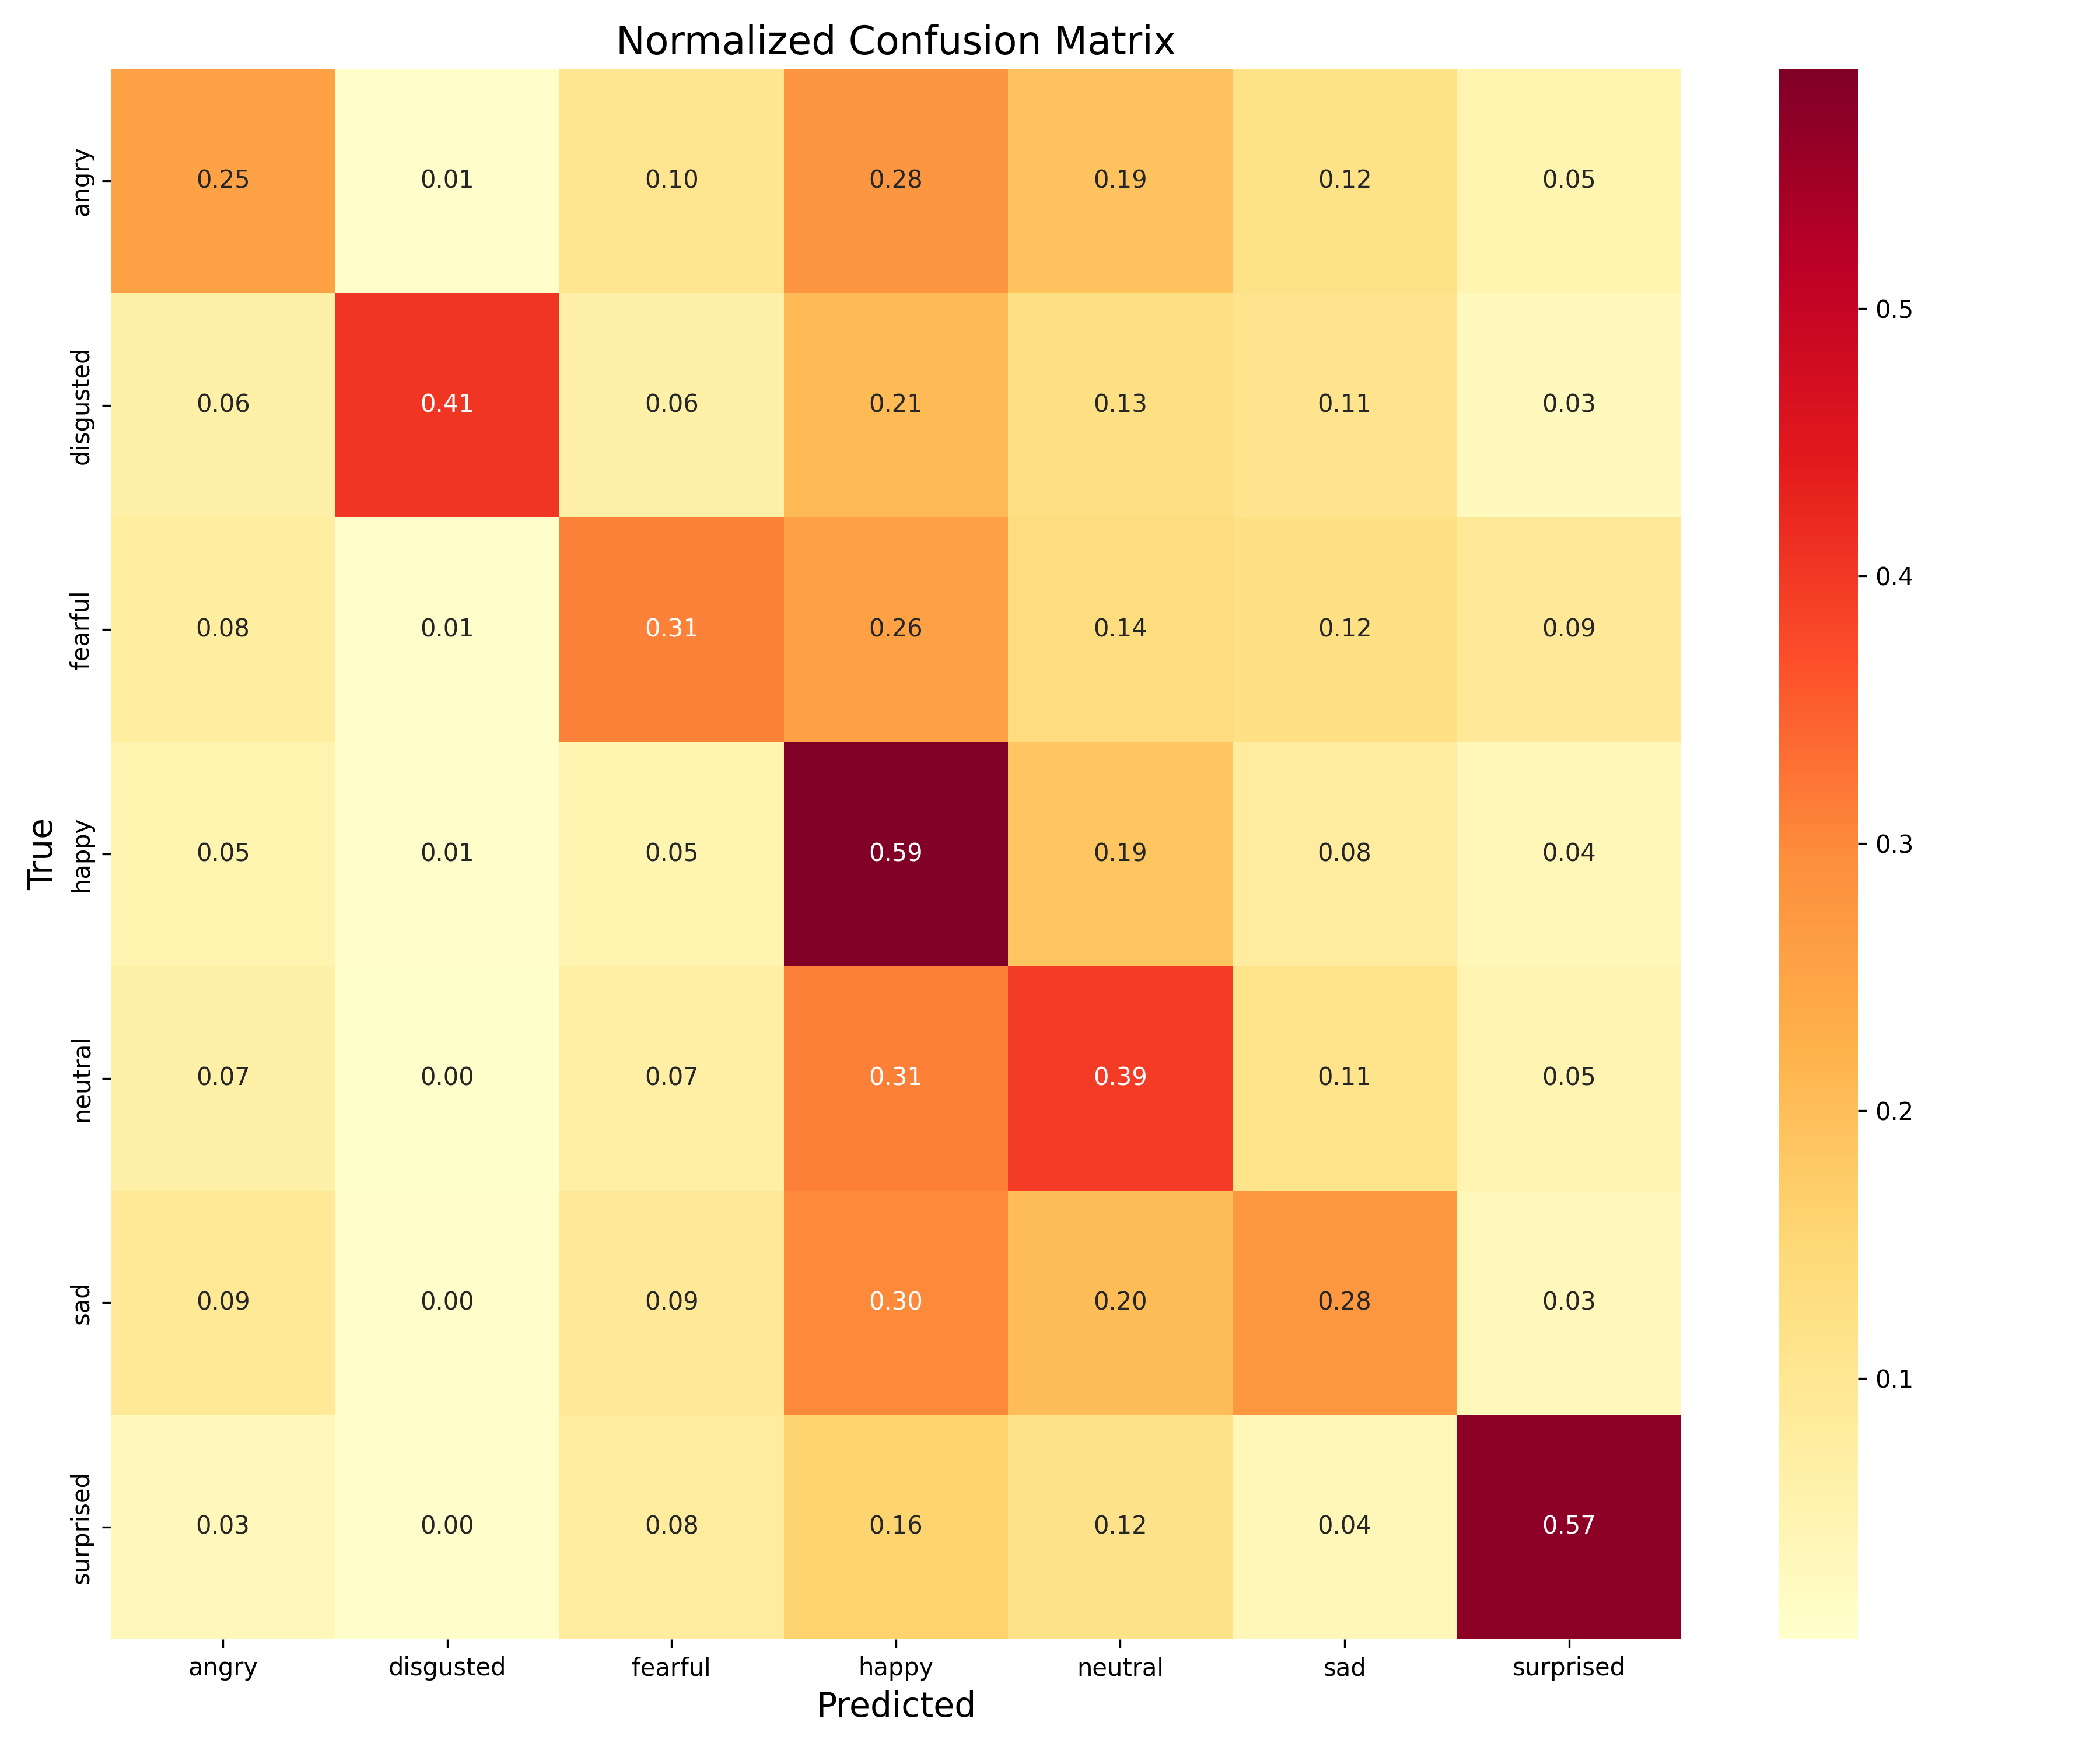 Normalized Confusion Matrix
True
angry 0.25 0.01 0.10 0.28 0.19 0.12 0.05
disgusted 0.06 0.41 0.06 0.21 0.13 0.11 0.03
fearful 0.08 0.01 0.31 0.26 0.14 0.12 0.09
happy 0.05 0.01 0.05 0.59 0.19 0.08 0.04
neutral 0.07 0.00 0.07 0.31 0.39 0.11 0.05
sad 0.09 0.00 0.09 0.30 0.20 0.28 0.03
surprised 0.03 0.00 0.08 0.16 0.12 0.04 0.57
angry disgusted fearful happy neutral sad surprised
Predicted
0.5
0.4
0.3
0.2
0.1